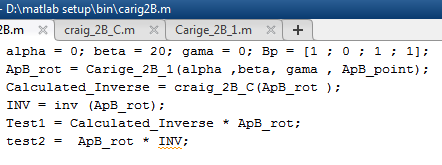 - D:\matlab setup\bin\carig2B.m
2B.m × craig_2B_C.m × Carige_2B_1.m ×
alpha = 0; beta = 20; gama = 0; Bp = [1 ; 0 ; 1 ; 1];
ApB_rot = Carige_2B_1(alpha ,beta, gama , ApB_point);
Calculated_Inverse = craig_2B_C(ApB_rot );
INV = inv (ApB_rot);
Test1 = Calculated_Inverse * ApB_rot;
test2 =  ApB_rot * INV;